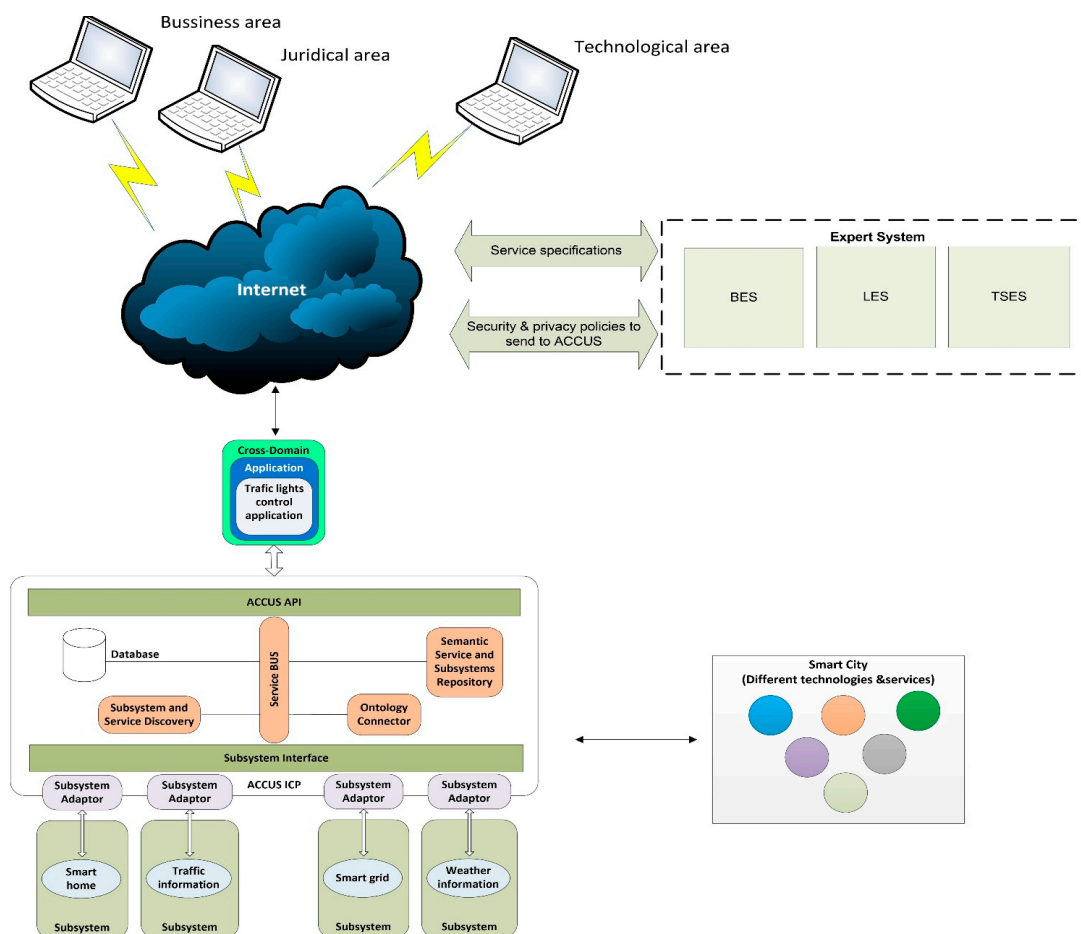 Bussiness area
Juridical area
Technological area
Internet
Service specifications
Security & privacy policies to
send to ACCUS
Expert System
BES
LES
TSES
Cross-Domain
Application
Trafic lights
control
application
ACCUS API
Database
Service BUS
Semantic
Service and
Subsystems
Repository
Subsystem and
Service Discovery
Ontology
Connector
Subsystem Interface
ACCUS ICP
Subsystem
Adaptor
Subsystem
Adaptor
Subsystem
Adaptor
Subsystem
Adaptor
Smart
home
Traffic
information
Smart grid
Weather
information
Subsystem
Subsystem
Subsystem
Subsystem
Smart City
(Different technologies &services)